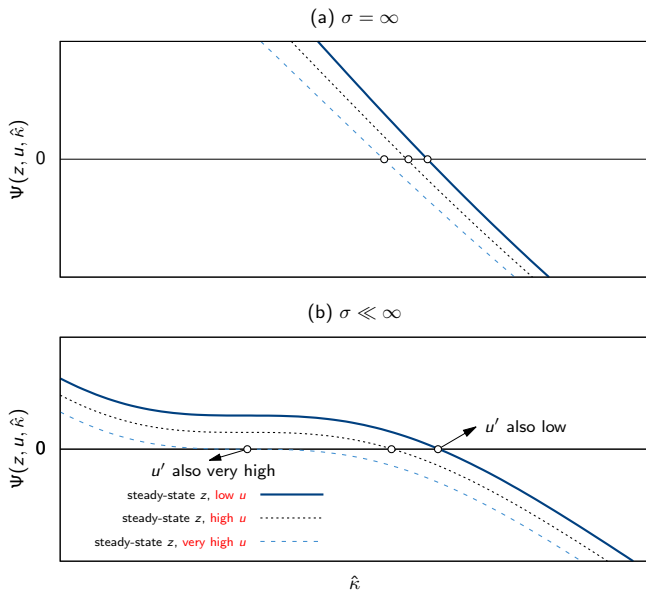 (a) σ = ∞
Ψ(z, u, κ̂)
0
(b) σ ≪ ∞
Ψ(z, u, κ̂)
0
u′ also low
u′ also very high
steady-state z, low u
steady-state z, high u
steady-state z, very high u
κ̂